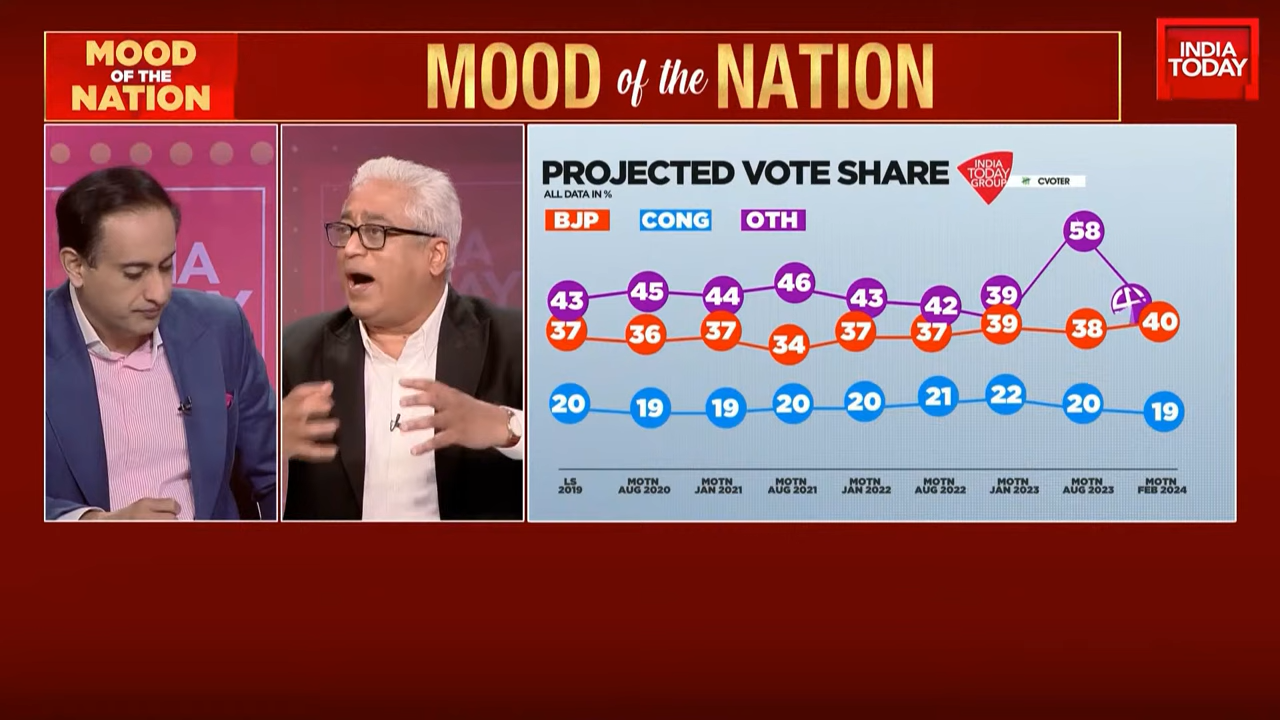 MOOD
OF THE
NATION
MOOD of the NATION
INDIA
TODAY
PROJECTED VOTE SHARE
ALL DATA IN %
INDIA
TODAY
GROUP
CVOTER
BJP
CONG
OTH
43
45
44
46
43
42
39
58
37
36
37
34
37
37
39
38
40
20
19
19
20
20
21
22
20
19
LS
2019
MOTN
AUG 2020
MOTN
JAN 2021
MOTN
AUG 2021
MOTN
JAN 2022
MOTN
AUG 2022
MOTN
JAN 2023
MOTN
AUG 2023
MOTN
FEB 2024